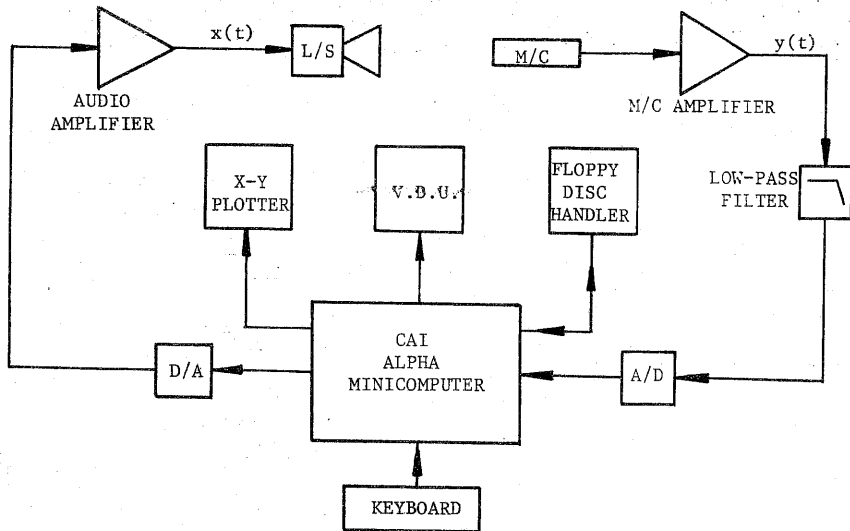 x(t)
L/S
M/C
y(t)
AUDIO
AMPLIFIER
M/C AMPLIFIER
X-Y
PLOTTER
V.D.U.
FLOPPY
DISC
HANDLER
LOW-PASS
FILTER
CAI
ALPHA
MINICOMPUTER
D/A
A/D
KEYBOARD